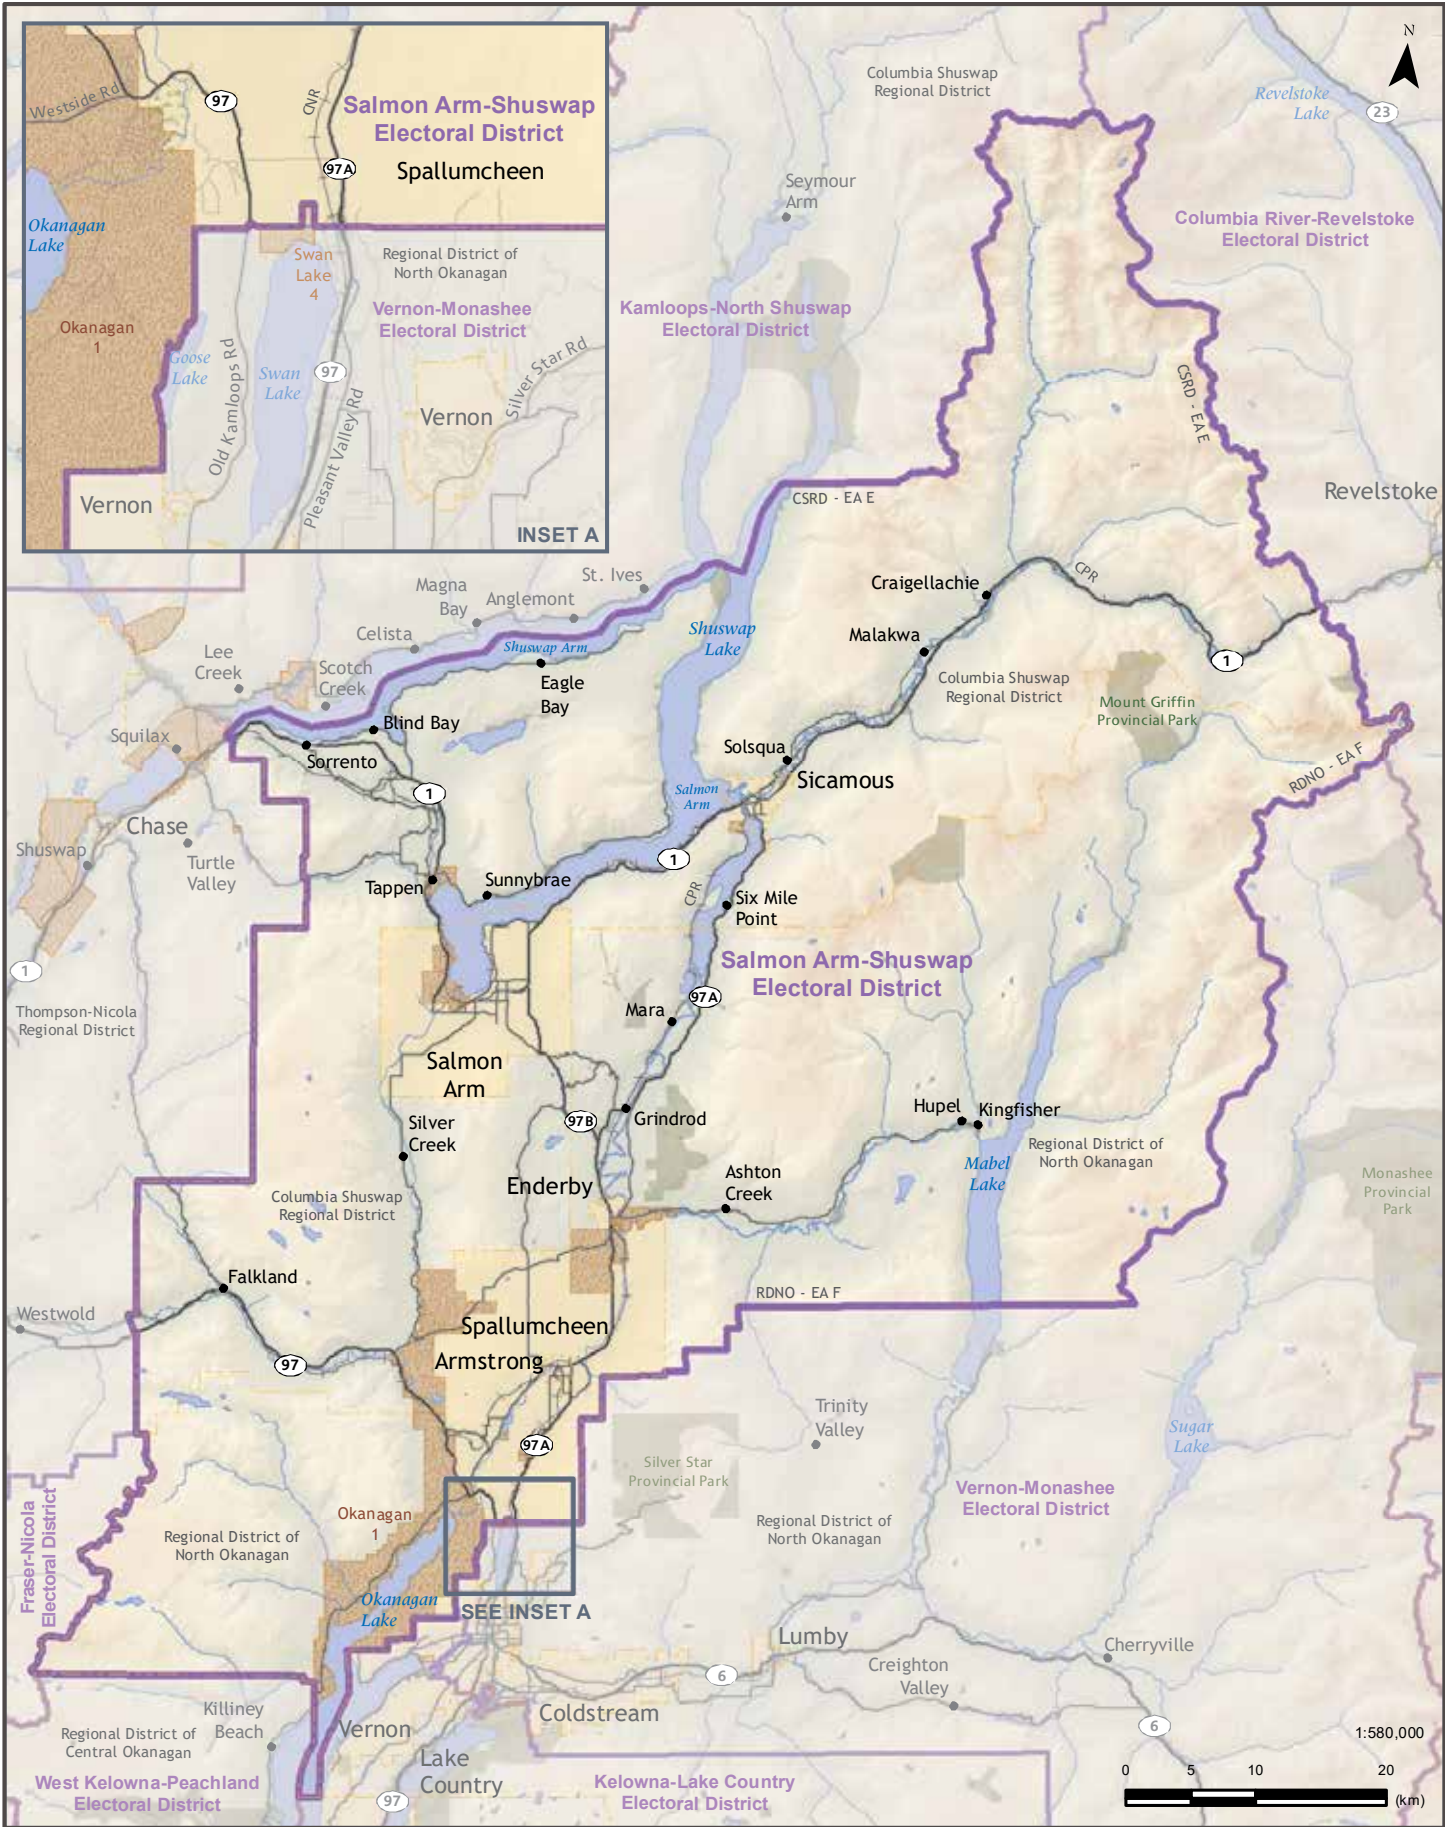 Westside Rd
97
CNR
Salmon Arm-Shuswap
Electoral District
97A
Spallumcheen
Okanagan
Lake
Swan
Lake
4
Regional District of
North Okanagan
Vernon-Monashee
Electoral District
Okanagan
1
Goose
Lake
Old Kamloops Rd
Swan
Lake
97
Pleasant Valley Rd
Silver Star Rd
Vernon
Vernon
INSET A
N
Columbia Shuswap
Regional District
Revelstoke
Lake
23
Seymour
Arm
Columbia River-Revelstoke
Electoral District
Kamloops-North Shuswap
Electoral District
CSRD - EA E
CSRD - EA E
Revelstoke
St. Ives
Magna
Bay
Anglemont
Craigellachie
CPR
Celista
Shuswap Arm
Shuswap
Lake
Malakwa
Lee
Creek
Scotch
Creek
Eagle
Bay
Columbia Shuswap
Regional District
1
Mount Griffin
Provincial Park
Blind Bay
Squilax
Sorrento
Solsqua
Sicamous
RDNO - EA F
1
Salmon
Arm
Chase
Shuswap
Turtle
Valley
1
Tappen
Sunnybrae
CPR
Six Mile
Point
Salmon Arm-Shuswap
Electoral District
1
97A
Thompson-Nicola
Regional District
Mara
Salmon
Arm
Silver
Creek
97B
Grindrod
Hupel
Kingfisher
Regional District of
North Okanagan
Mabel
Lake
Monashee
Provincial
Park
Columbia Shuswap
Regional District
Enderby
Ashton
Creek
Falkland
RDNO - EA F
Westwold
Spallumcheen
Armstrong
97
Trinity
Valley
Sugar
Lake
97A
Silver Star
Provincial Park
Vernon-Monashee
Electoral District
Fraser-Nicola
Electoral District
Okanagan
1
Regional District of
North Okanagan
Regional District of
North Okanagan
Okanagan
Lake
SEE INSET A
Lumby
Cherryville
Creighton
Valley
6
6
Killiney
Beach
Regional District of
Central Okanagan
Vernon
Coldstream
Lake
Country
97
West Kelowna-Peachland
Electoral District
Kelowna-Lake Country
Electoral District
1:580,000
0 5 10 20
(km)